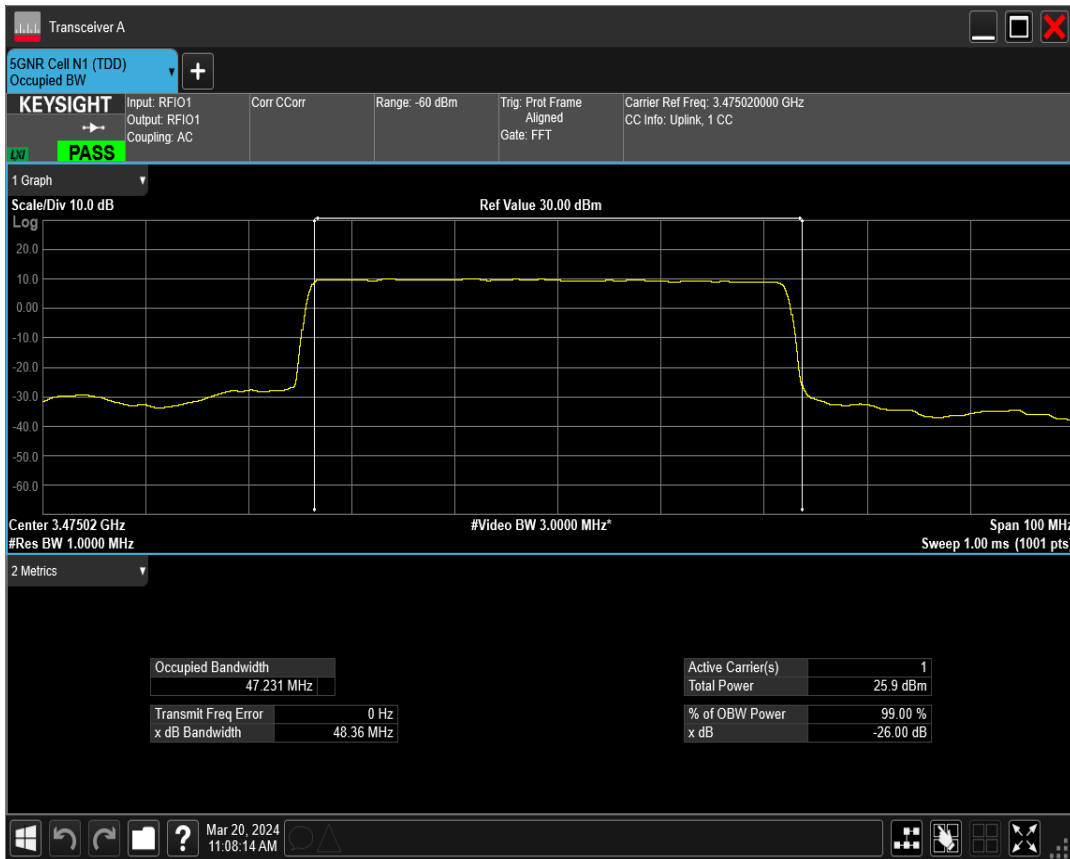 Transceiver A
5GNR Cell N1 (TDD)
Occupied BW
KEYSIGHT
LXI
PASS
Input: RFIO1
Output: RFIO1
Coupling: AC
Corr CCorr
Range: -60 dBm
Trig: Prot Frame
Aligned
Gate: FFT
Carrier Ref Freq: 3.475020000 GHz
CC Info: Uplink, 1 CC
1 Graph
Scale/Div 10.0 dB
Ref Value 30.00 dBm
Log
20.0
10.0
0.00
-10.0
-20.0
-30.0
-40.0
-50.0
-60.0
Center 3.47502 GHz
#Video BW 3.0000 MHz*
Span 100 MHz
#Res BW 1.0000 MHz
Sweep 1.00 ms (1001 pts)
2 Metrics
Occupied Bandwidth
47.231 MHz
Transmit Freq Error 0 Hz
x dB Bandwidth 48.36 MHz
Active Carrier(s) 1
Total Power 25.9 dBm
% of OBW Power 99.00 %
x dB -26.00 dB
?
Mar 20, 2024
11:08:14 AM